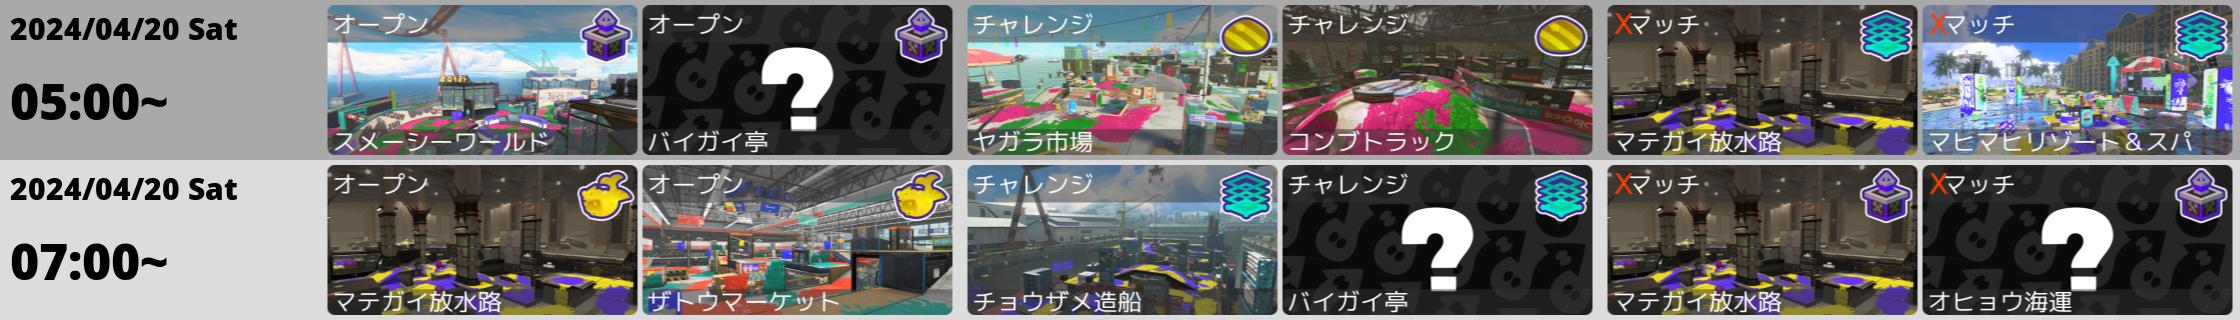 2024/04/20 Sat
05:00~
オープン
スメーシーワールド
オープン
?
バイガイ亭
チャレンジ
ヤガラ市場
チャレンジ
コンブトラック
Xマッチ
マテガイ放水路
Xマッチ
マヒマヒリゾート&スパ
2024/04/20 Sat
07:00~
オープン
マテガイ放水路
オープン
ザトウマーケット
チャレンジ
チョウザメ造船
チャレンジ
?
バイガイ亭
Xマッチ
マテガイ放水路
Xマッチ
?
オヒョウ海運